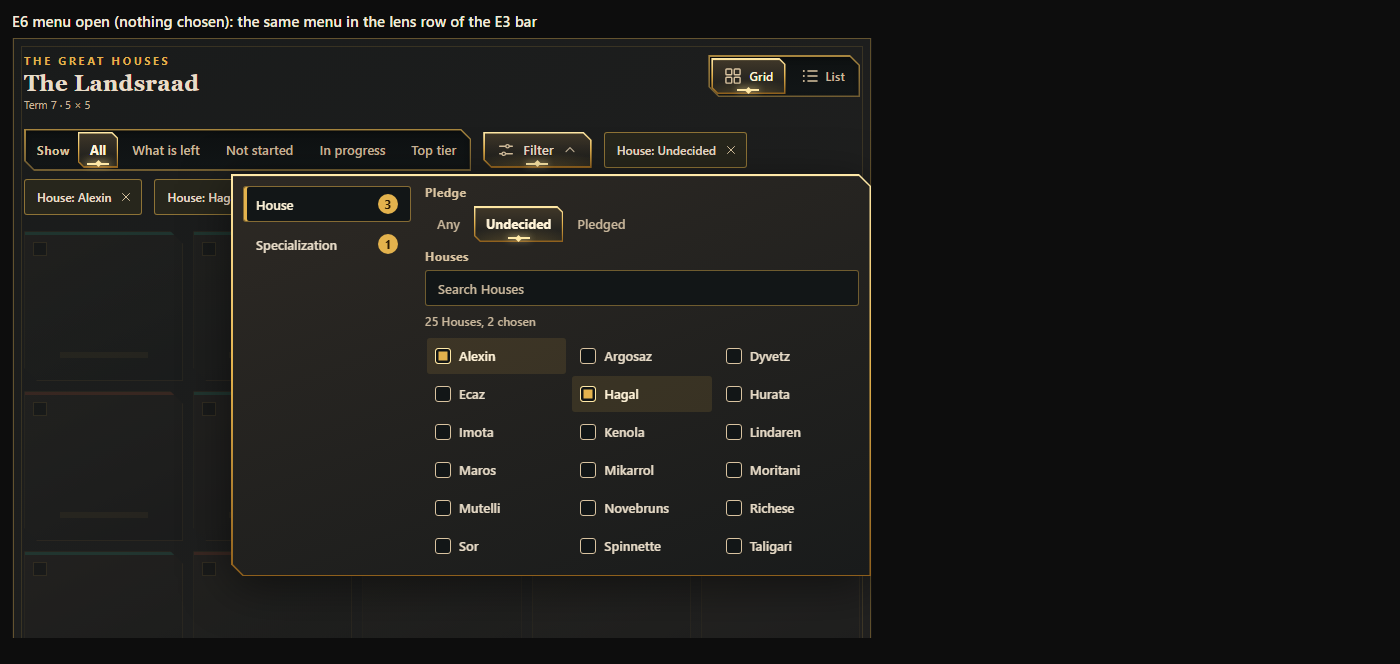 E6 menu open (nothing chosen): the same menu in the lens row of the E3 bar
THE GREAT HOUSES
The Landsraad
Term 7 · 5 × 5
Grid List
Show All What is left Not started In progress Top tier Filter House: Undecided
House: Alexin House: Hag
House 3
Specialization 1
Pledge
Any Undecided Pledged
Houses
Search Houses
25 Houses, 2 chosen
Alexin Argosaz Dyvetz
Ecaz Hagal Hurata
Imota Kenola Lindaren
Maros Mikarrol Moritani
Mutelli Novebruns Richese
Sor Spinnette Taligari